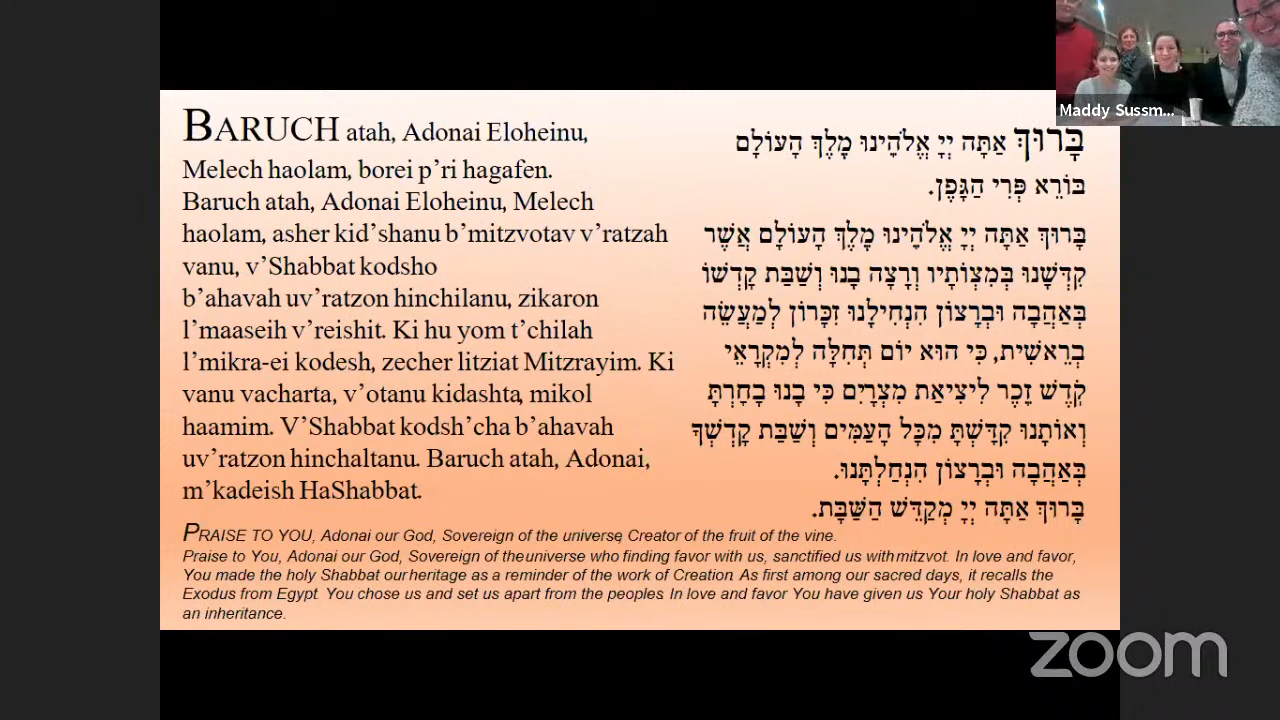 BARUCH atah, Adonai Eloheinu,
Melech haolam, borei p’ri hagafen.
Baruch atah, Adonai Eloheinu, Melech
haolam, asher kid’shanu b’mitzvotav v’ratzah
vanu, v’Shabbat kodsho
b’ahavah uv’ratzon hinchilanu, zikaron
l’maaseih v’reishit. Ki hu yom t’chilah
l’mikra-ei kodesh, zecher litziat Mitzrayim. Ki
vanu vacharta, v’otanu kidashta, mikol
haamim. V’Shabbat kodsh’cha b’ahavah
uv’ratzon hinchaltanu. Baruch atah, Adonai,
m’kadeish HaShabbat.
בָּרוּךְ אַתָּה יְיָ אֱלֹהֵֽינוּ מֶֽלֶךְ הָעוֹלָם
בּוֹרֵא פְּרִי הַגָּפֶן.
בָּרוּךְ אַתָּה יְיָ אֱלֹהֵֽינוּ מֶֽלֶךְ הָעוֹלָם אֲשֶׁר
קִדְּשָׁנוּ בְּמִצְוֹתָיו וְרָצָה בָנוּ וְשַׁבַּת קָדְשׁוֹ
בְּאַהֲבָה וּבְרָצוֹן הִנְחִילָנוּ זִכָּרוֹן לְמַעֲשֵׂה
בְרֵאשִׁית, כִּי הוּא יוֹם תְּחִלָּה לְמִקְרָאֵי
קֹֽדֶשׁ זֵֽכֶר לִיצִיאַת מִצְרָיִם כִּי בָנוּ בָחַרְתָּ
וְאוֹתָנוּ קִדַּשְׁתָּ מִכָּל הָעַמִּים וְשַׁבַּת קָדְשְׁךָ
בְּאַהֲבָה וּבְרָצוֹן הִנְחַלְתָּנוּ.
בָּרוּךְ אַתָּה יְיָ מְקַדֵּשׁ הַשַּׁבָּת.
PRAISE TO YOU, Adonai our God, Sovereign of the universe, Creator of the fruit of the vine.
Praise to You, Adonai our God, Sovereign of the universe who finding favor with us, sanctified us with mitzvot. In love and favor,
You made the holy Shabbat our heritage as a reminder of the work of Creation. As first among our sacred days, it recalls the
Exodus from Egypt. You chose us and set us apart from the peoples. In love and favor You have given us Your holy Shabbat as
an inheritance.
Maddy Sussm...
zoom